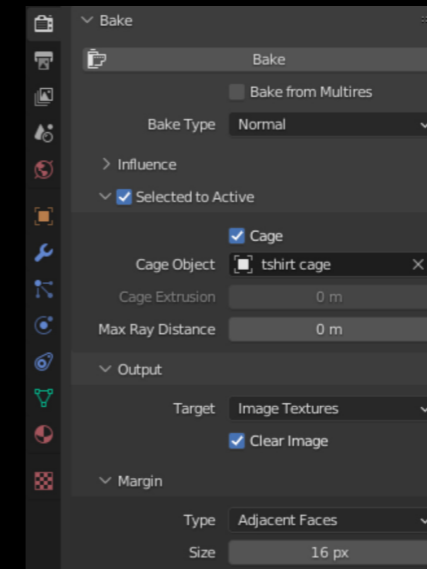 Bake
Bake
Bake from Multires
Bake Type Normal
Influence
Selected to Active
Cage
Cage Object tshirt cage
Cage Extrusion 0 m
Max Ray Distance 0 m
Output
Target Image Textures
Clear Image
Margin
Type Adjacent Faces
Size 16 px